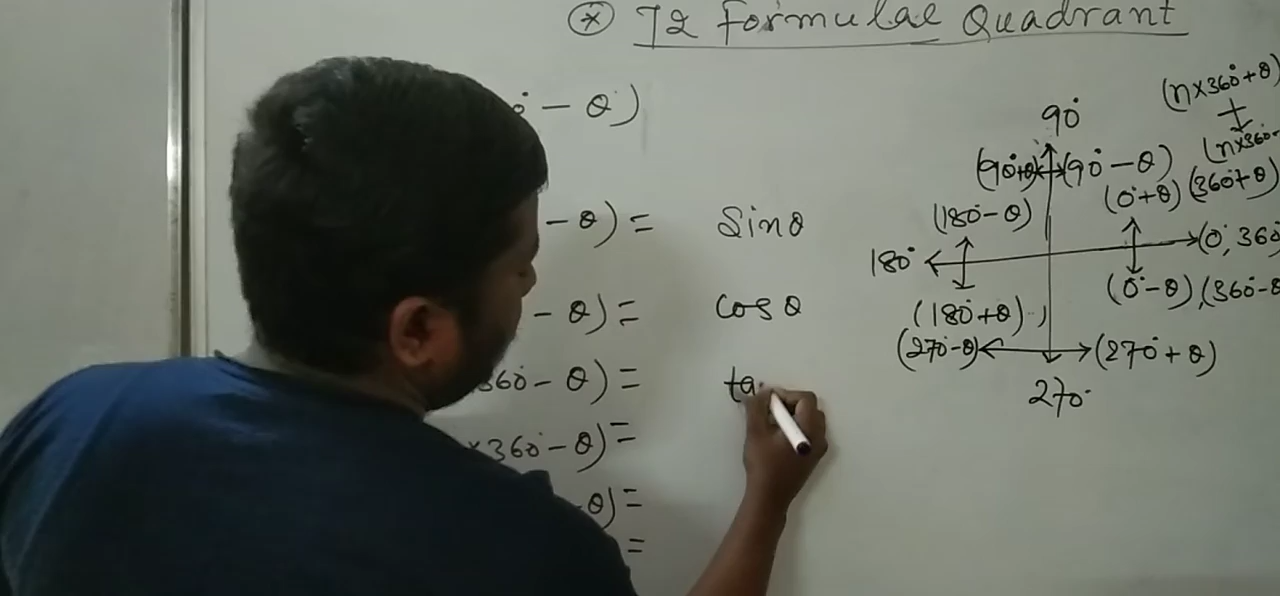 * 72 Formulae Quadrant
° − θ)
− θ) = Sinθ
− θ) = cosθ
360° − θ) = ta
×360° − θ) =
θ) =
=
(n×360°+θ)
(n×360°-
90°
(90°+θ) (90°−θ)
(0°+θ) (360°+θ)
(180°−θ)
180° (0°, 360°
(0°−θ), (360°-θ
(180°+θ)
(270°-θ) (270°+θ)
270°